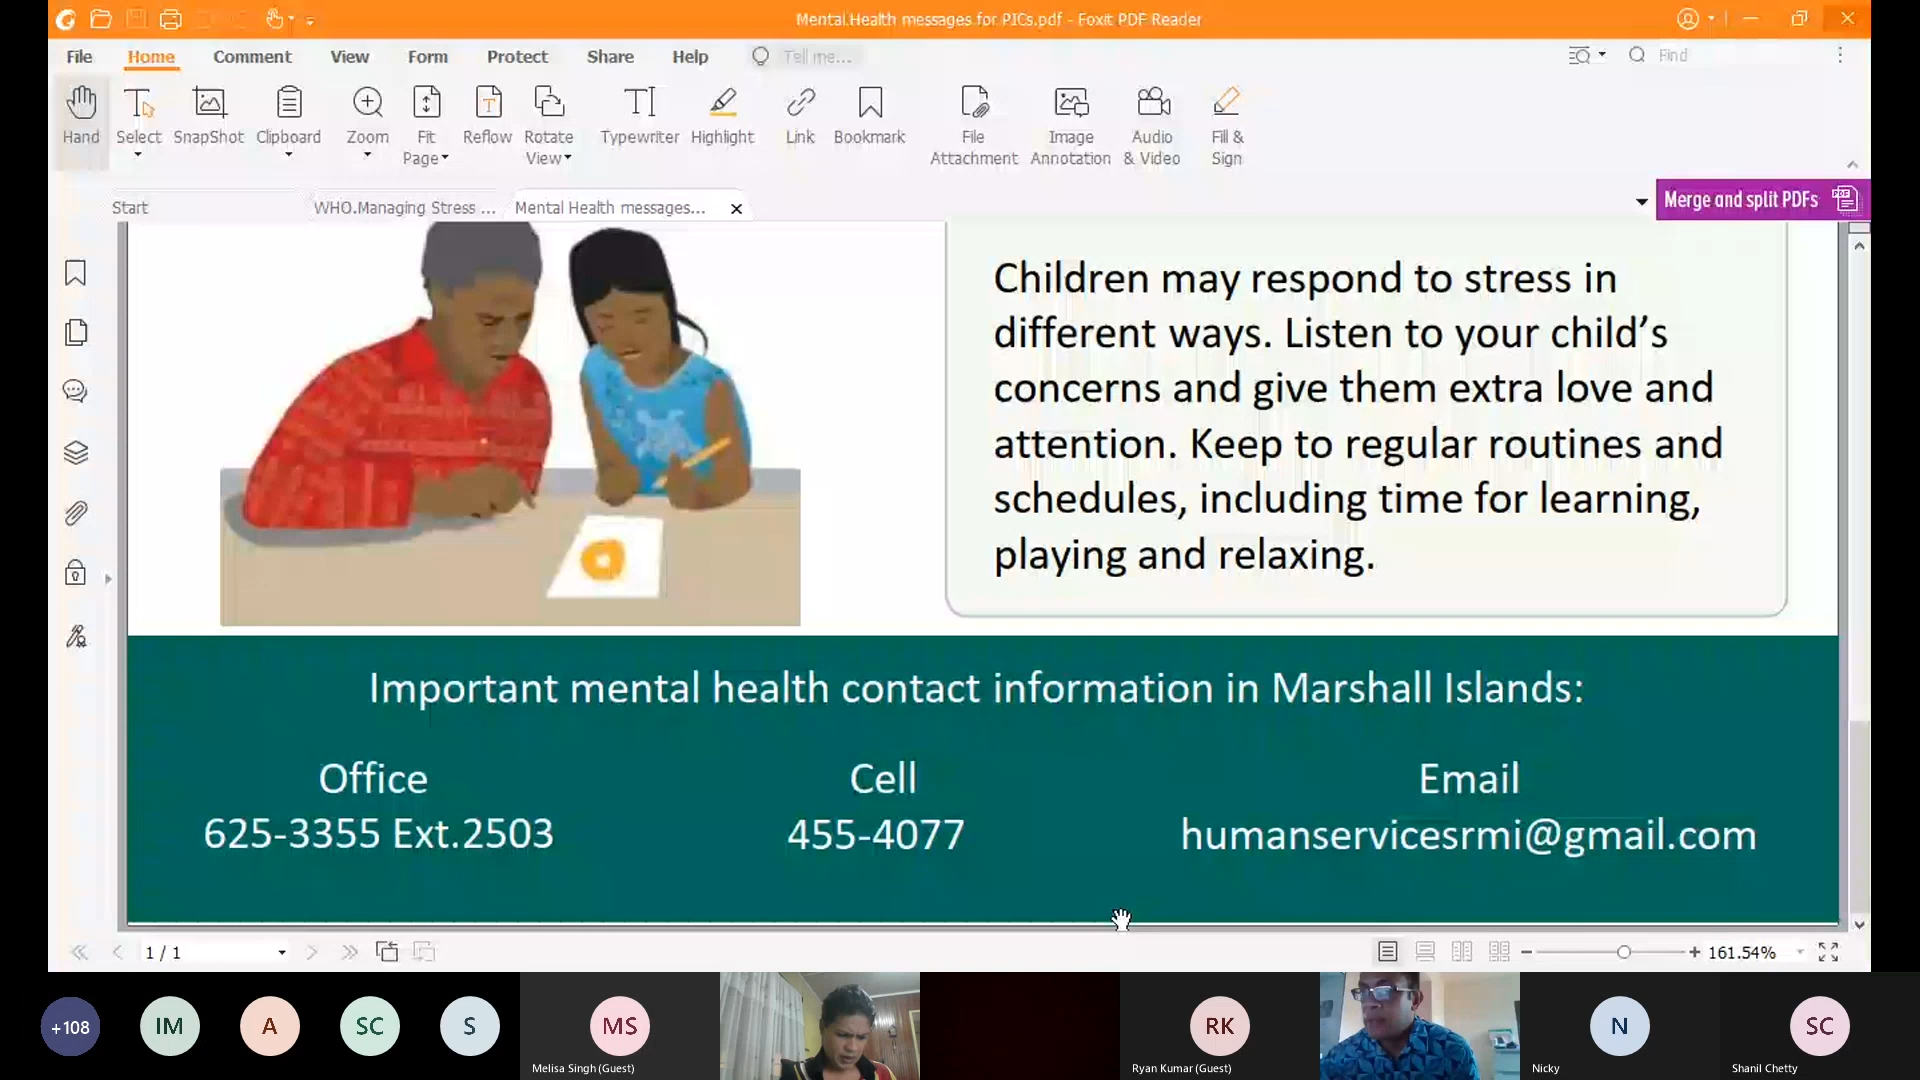 Mental.Health messages for PICs.pdf - Foxit PDF Reader
File Home Comment View Form Protect Share Help Tell me... Find
Hand Select SnapShot Clipboard Zoom Fit Page Reflow Rotate View Typewriter Highlight Link Bookmark File Attachment Image Annotation Audio & Video Fill & Sign
Start WHO.Managing Stress ... Mental Health messages... Merge and split PDFs
Children may respond to stress in
different ways. Listen to your child’s
concerns and give them extra love and
attention. Keep to regular routines and
schedules, including time for learning,
playing and relaxing.
Important mental health contact information in Marshall Islands:
Office Cell Email
625-3355 Ext.2503 455-4077 humanservicesrmi@gmail.com
1 / 1 161.54%
+108 IM A SC S MS RK N SC
Melisa Singh (Guest) Ryan Kumar (Guest) Nicky Shanil Chetty